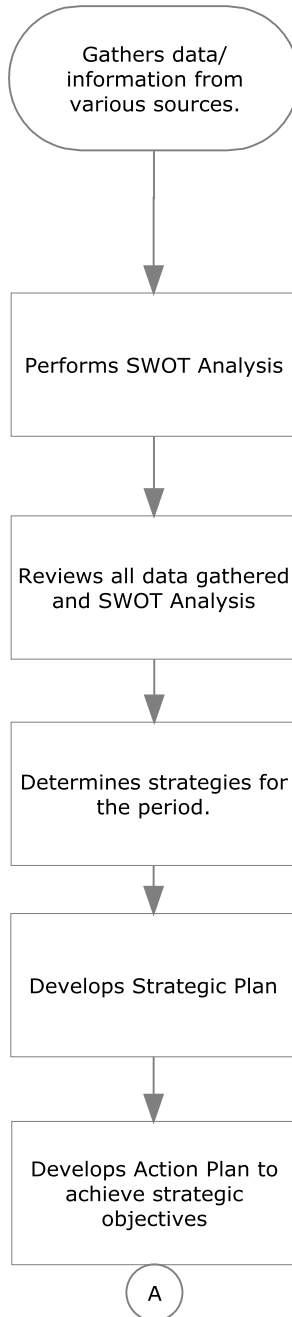 Gathers data/
information from
various sources.
Performs SWOT Analysis
Reviews all data gathered
and SWOT Analysis
Determines strategies for
the period.
Develops Strategic Plan
Develops Action Plan to
achieve strategic
objectives
A